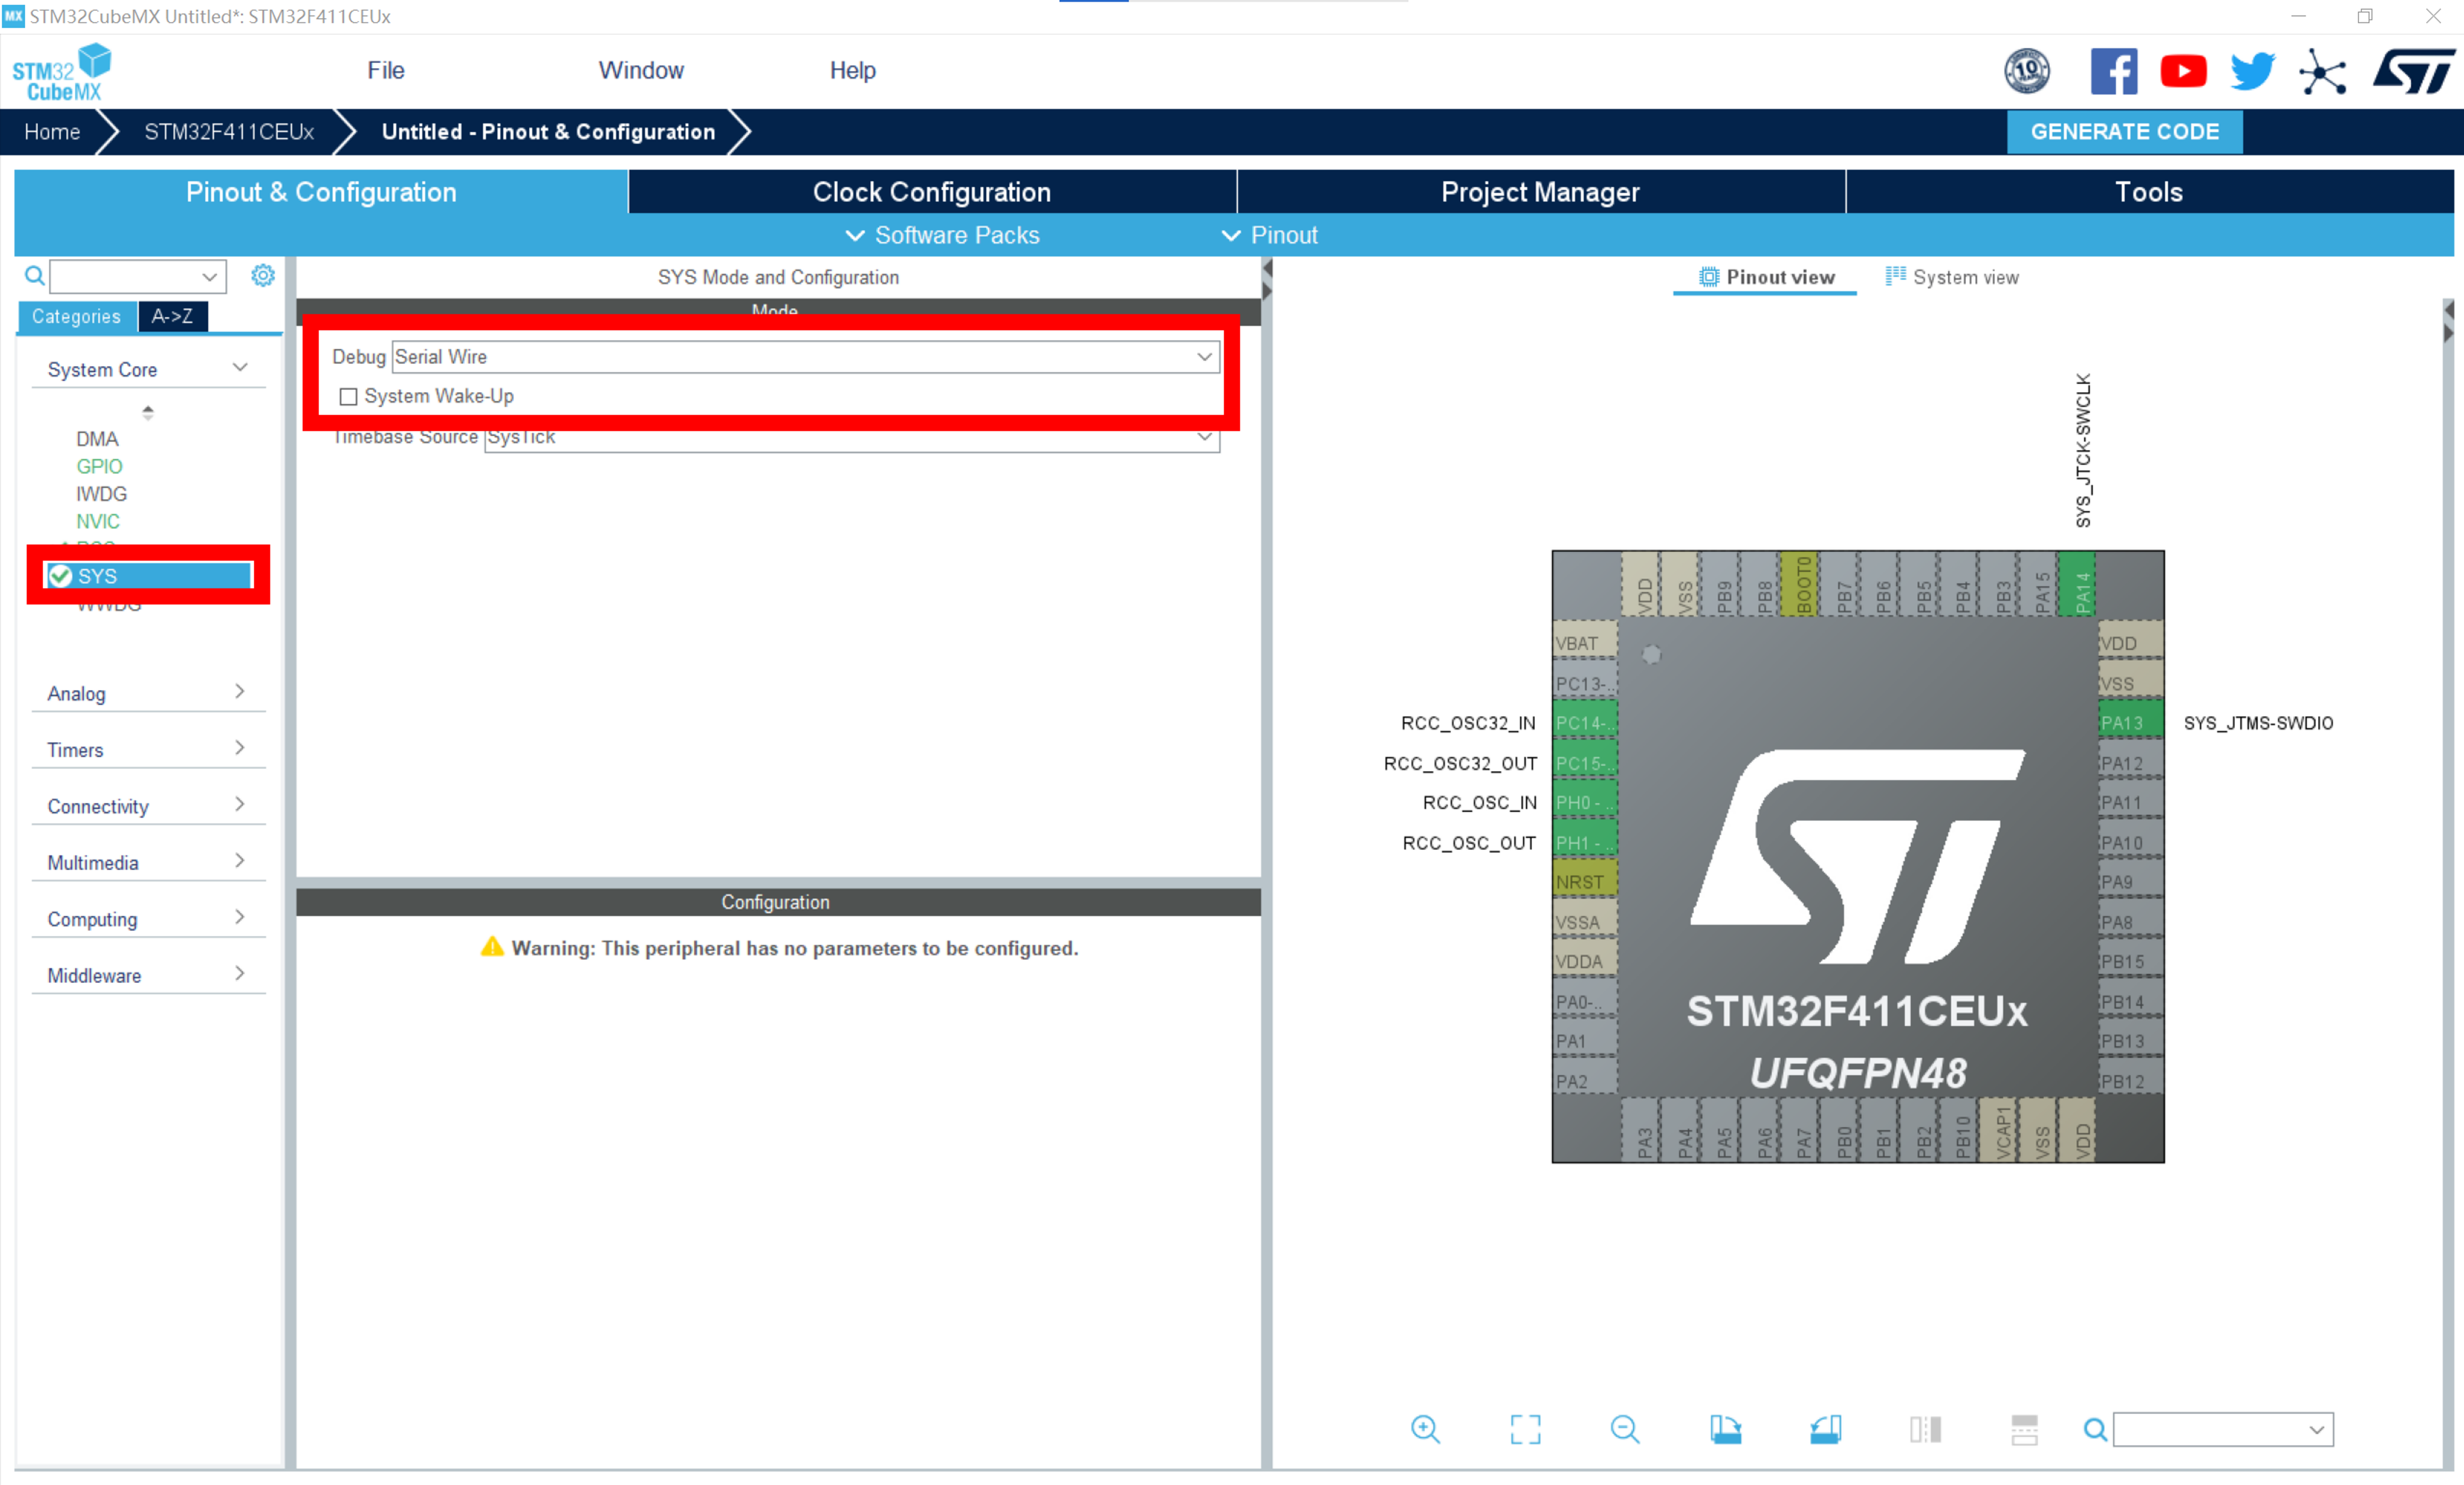 MX STM32CubeMX Untitled*: STM32F411CEUx
STM32
CubeMX
File
Window
Help
10
Home
STM32F411CEUx
Untitled - Pinout & Configuration
GENERATE CODE
Pinout & Configuration
Clock Configuration
Project Manager
Tools
Software Packs
Pinout
Categories
A->Z
System Core
DMA
GPIO
IWDG
NVIC
SYS
WWDG
Analog
Timers
Connectivity
Multimedia
Computing
Middleware
SYS Mode and Configuration
Mode
Debug Serial Wire
System Wake-Up
Timebase Source SysTick
Configuration
Warning: This peripheral has no parameters to be configured.
Pinout view
System view
SYS_JTCK-SWCLK
VDD
VSS
PB9
PB8
BOOT0
PB7
PB6
PB5
PB4
PB3
PA15
PA14
VBAT
PC13-..
RCC_OSC32_IN PC14-..
RCC_OSC32_OUT PC15-..
RCC_OSC_IN PH0 - ..
RCC_OSC_OUT PH1 - ..
NRST
VSSA
VDDA
PA0-..
PA1
PA2
VDD
VSS
PA13 SYS_JTMS-SWDIO
PA12
PA11
PA10
PA9
PA8
PB15
PB14
PB13
PB12
ST
STM32F411CEUx
UFQFPN48
PA3
PA4
PA5
PA6
PA7
PB0
PB1
PB2
PB10
VCAP1
VSS
VDD